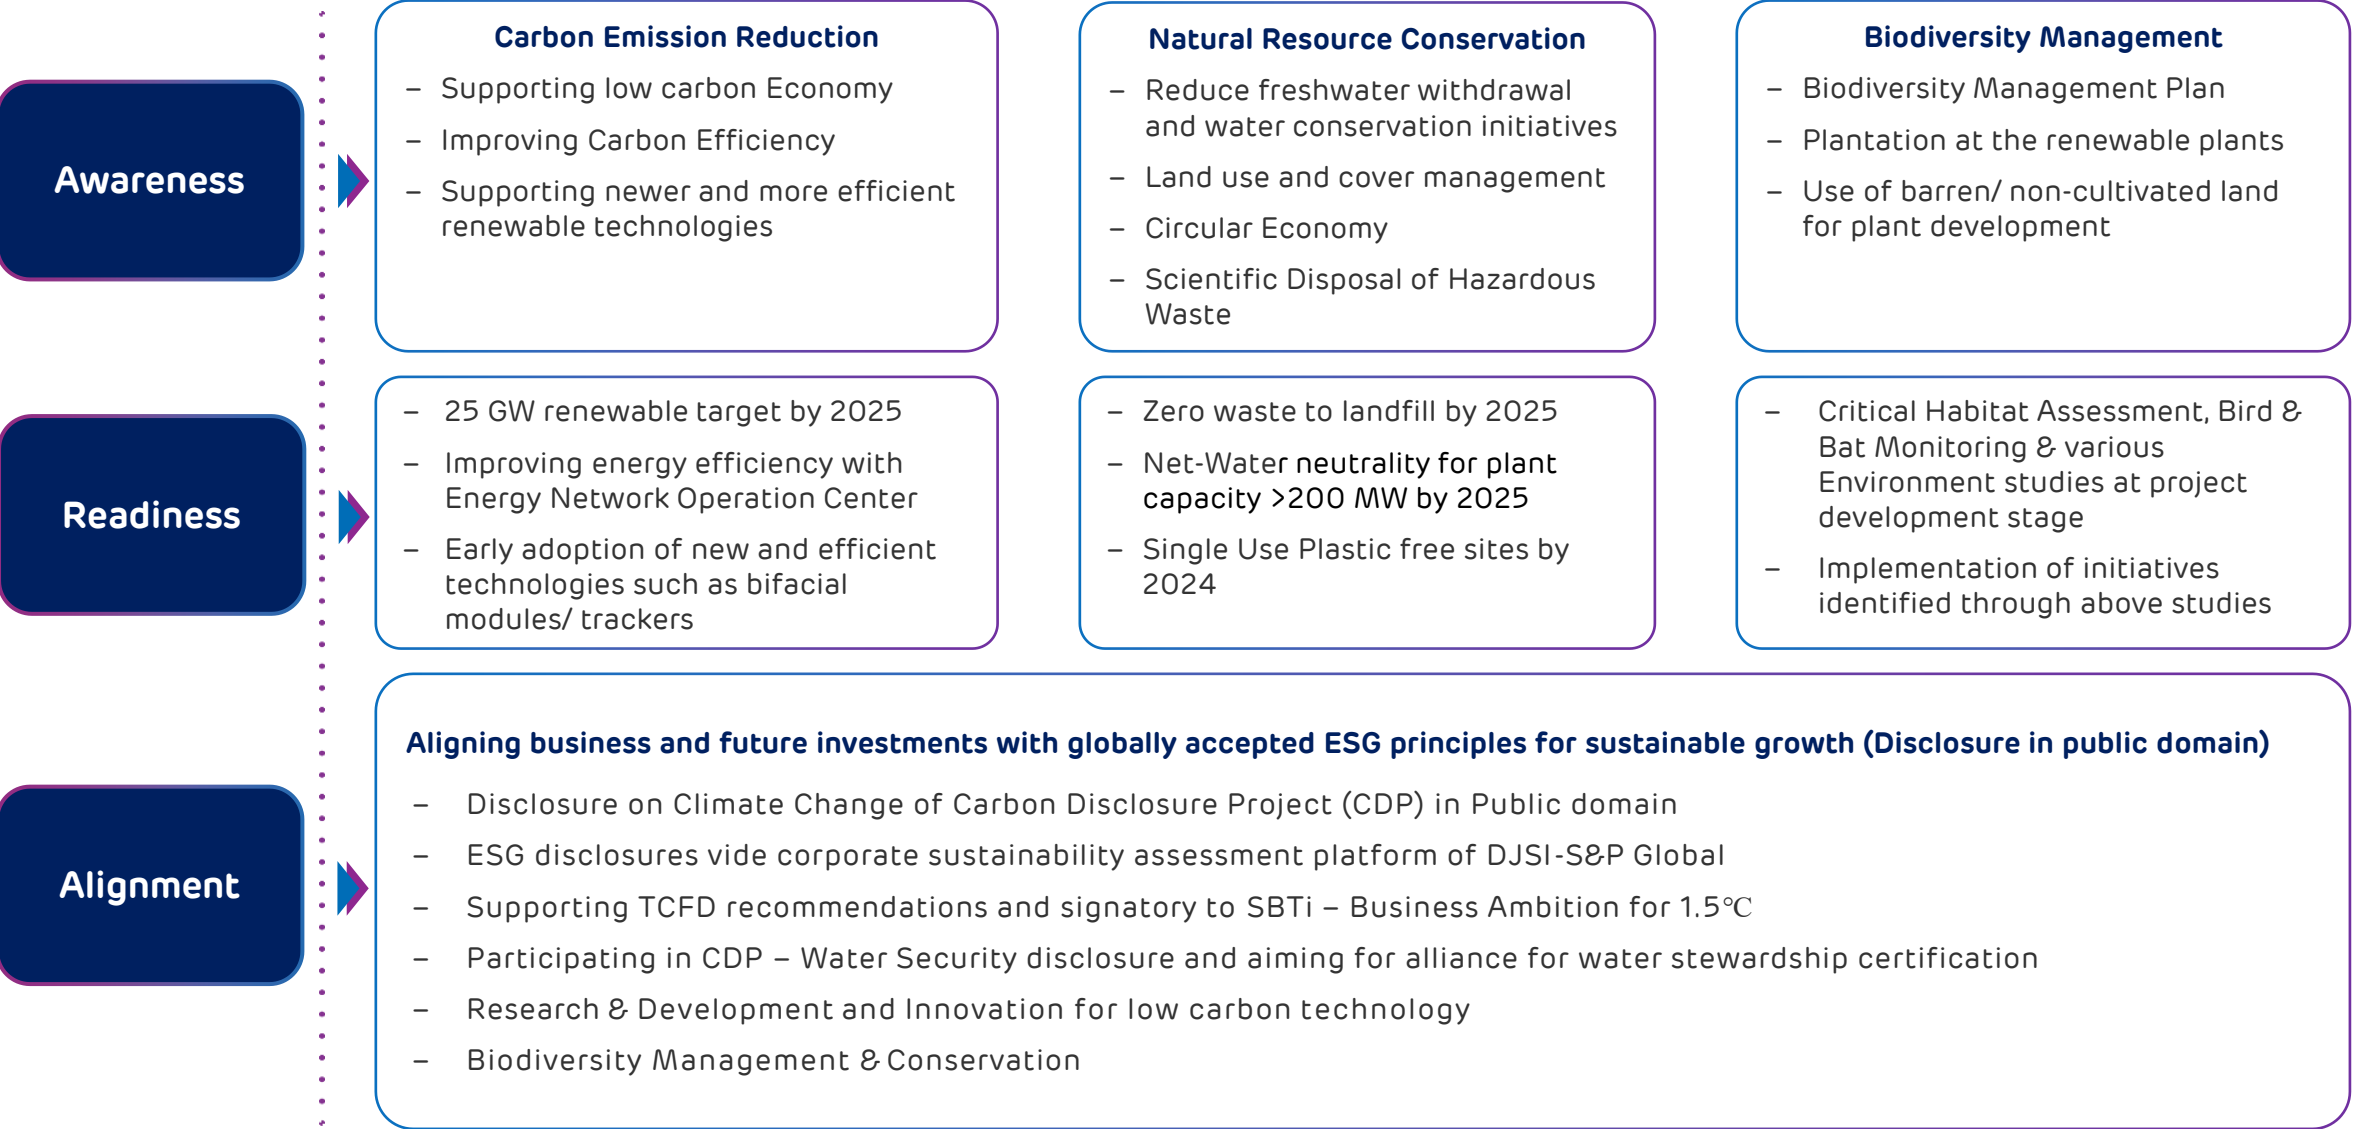 Awareness
Carbon Emission Reduction
– Supporting low carbon Economy
– Improving Carbon Efficiency
– Supporting newer and more efficient
renewable technologies
Natural Resource Conservation
– Reduce freshwater withdrawal
and water conservation initiatives
– Land use and cover management
– Circular Economy
– Scientific Disposal of Hazardous
Waste
Biodiversity Management
– Biodiversity Management Plan
– Plantation at the renewable plants
– Use of barren/ non-cultivated land
for plant development
Readiness
– 25 GW renewable target by 2025
– Improving energy efficiency with
Energy Network Operation Center
– Early adoption of new and efficient
technologies such as bifacial
modules/ trackers
– Zero waste to landfill by 2025
– Net-Water neutrality for plant
capacity >200 MW by 2025
– Single Use Plastic free sites by
2024
– Critical Habitat Assessment, Bird &
Bat Monitoring & various
Environment studies at project
development stage
– Implementation of initiatives
identified through above studies
Alignment
Aligning business and future investments with globally accepted ESG principles for sustainable growth (Disclosure in public domain)
– Disclosure on Climate Change of Carbon Disclosure Project (CDP) in Public domain
– ESG disclosures vide corporate sustainability assessment platform of DJSI-S&P Global
– Supporting TCFD recommendations and signatory to SBTi – Business Ambition for 1.5℃
– Participating in CDP – Water Security disclosure and aiming for alliance for water stewardship certification
– Research & Development and Innovation for low carbon technology
– Biodiversity Management & Conservation